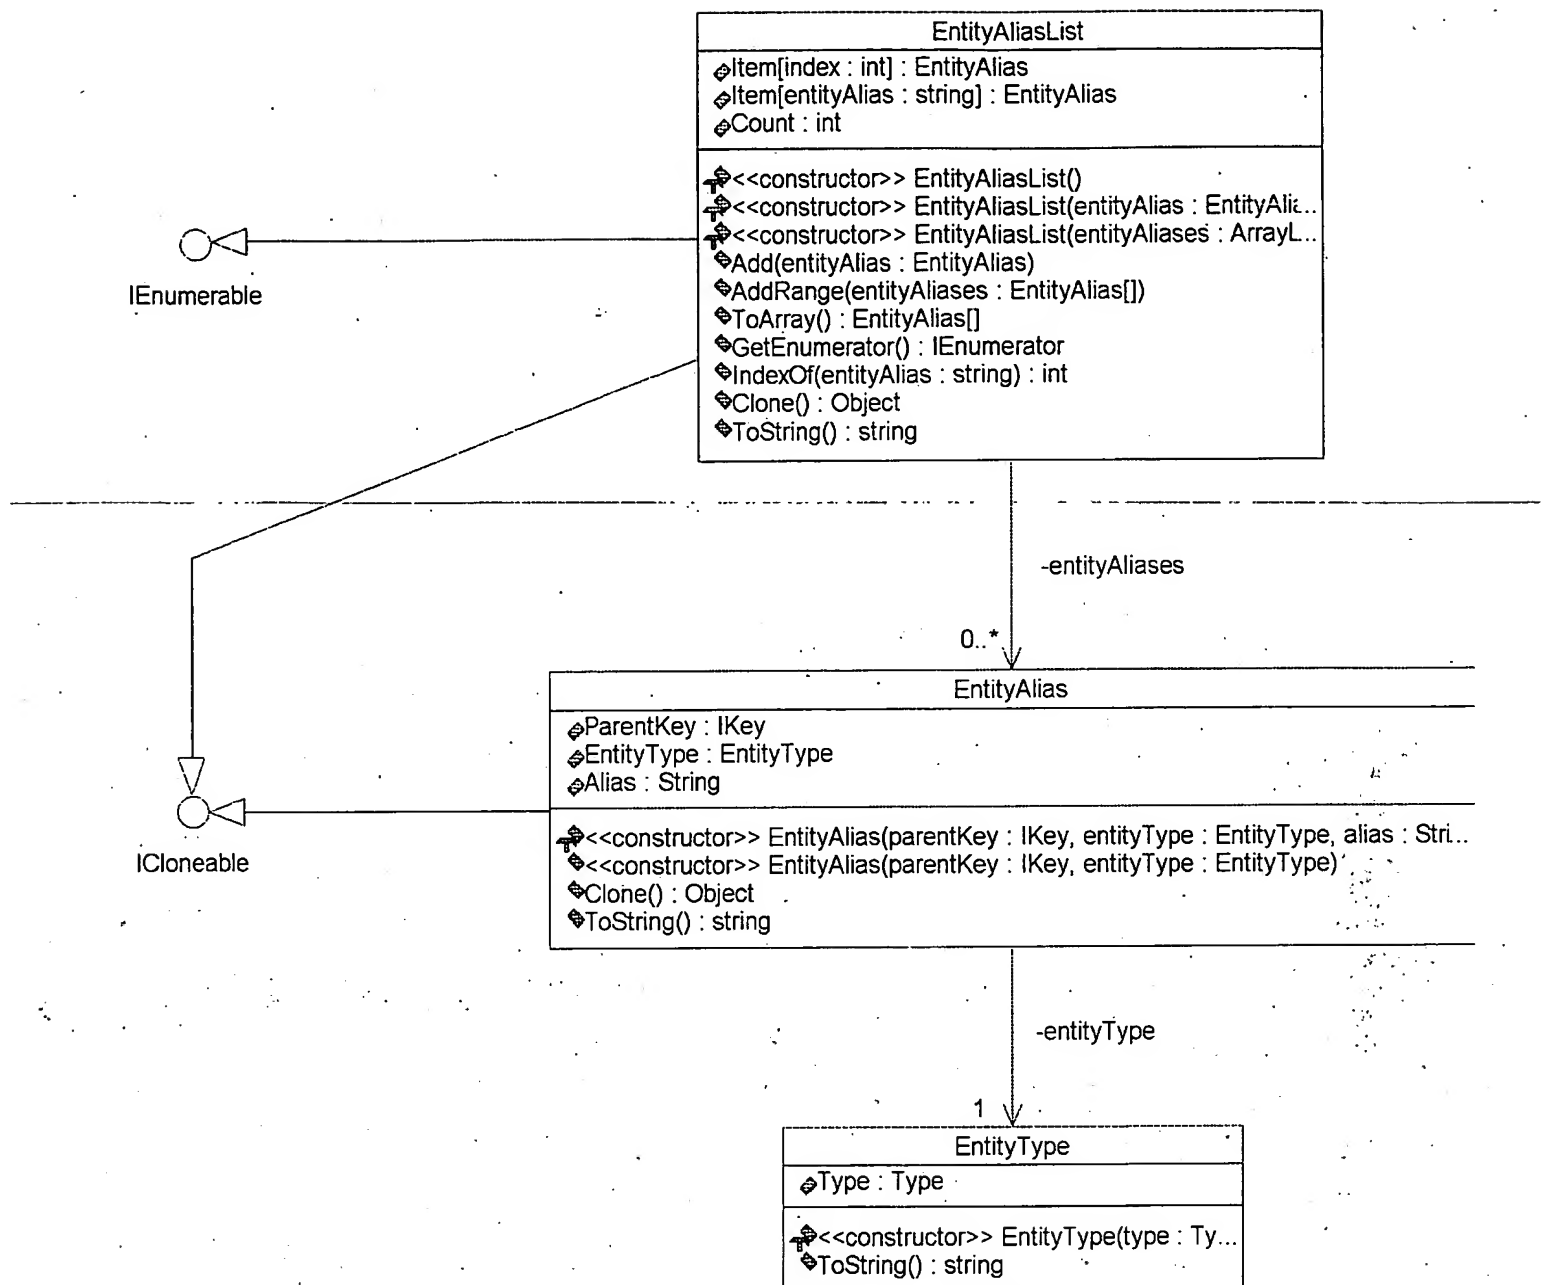 EntityAliasList
Item[index : int] : EntityAlias
Item[entityAlias : string] : EntityAlias
Count : int
<<constructor>> EntityAliasList()
<<constructor>> EntityAliasList(entityAlias : EntityAlia...
<<constructor>> EntityAliasList(entityAliases : ArrayL...
Add(entityAlias : EntityAlias)
AddRange(entityAliases : EntityAlias[])
ToArray() : EntityAlias[]
GetEnumerator() : IEnumerator
IndexOf(entityAlias : string) : int
Clone() : Object
ToString() : string
IEnumerable
-entityAliases
0..*
EntityAlias
ParentKey : IKey
EntityType : EntityType
Alias : String
<<constructor>> EntityAlias(parentKey : IKey, entityType : EntityType, alias : Stri...
<<constructor>> EntityAlias(parentKey : IKey, entityType : EntityType)
Clone() : Object
ToString() : string
ICloneable
-entityType
1
EntityType
Type : Type
<<constructor>> EntityType(type : Ty...
ToString() : string